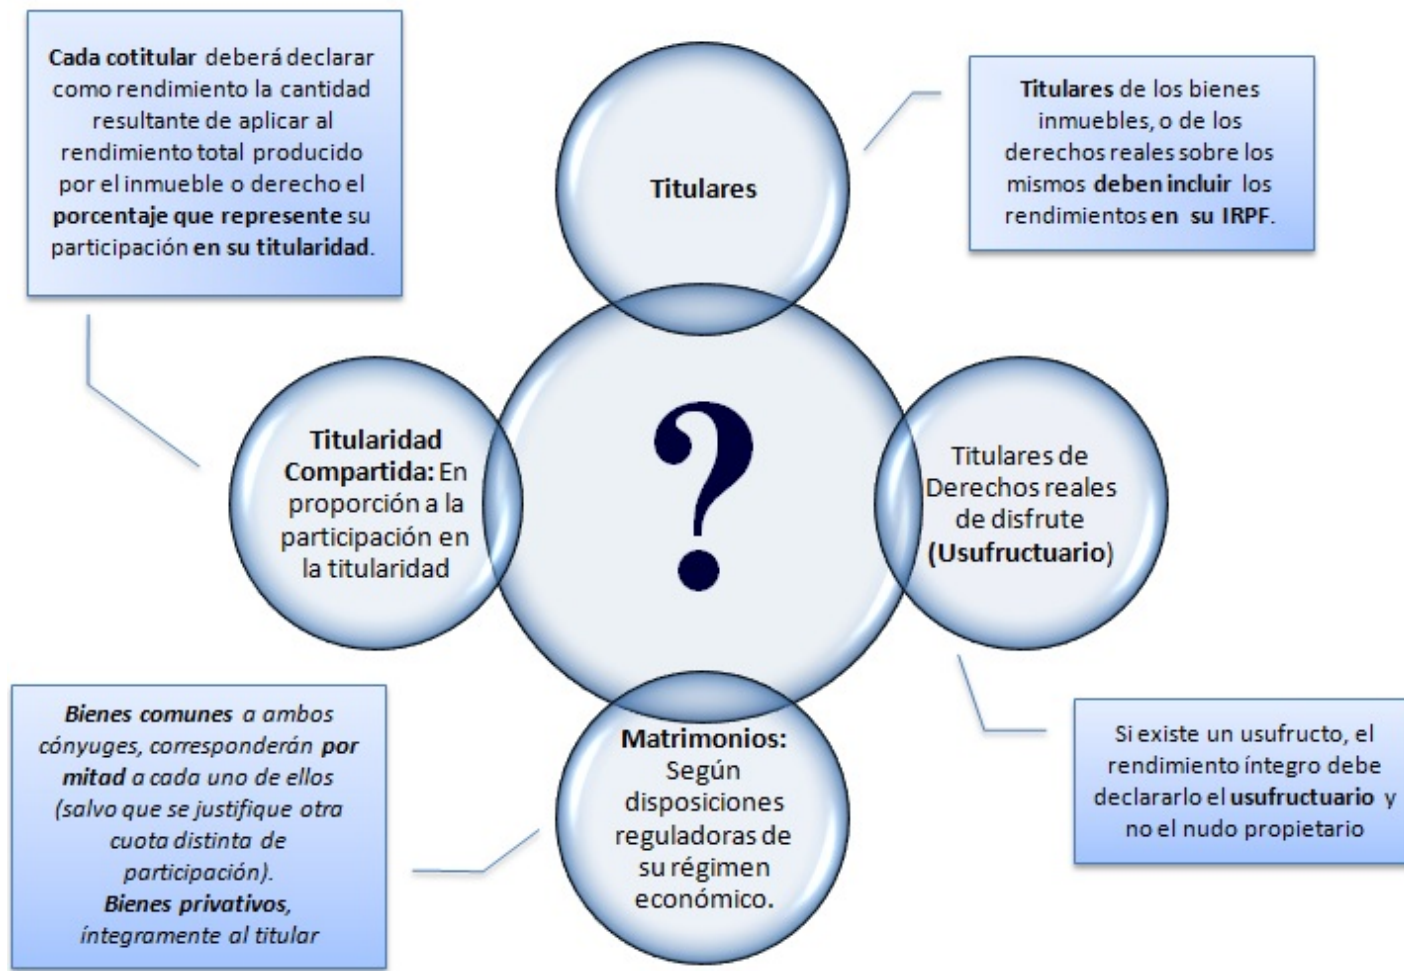 Cada cotitular deberá declarar
como rendimiento la cantidad
resultante de aplicar al
rendimiento total producido
por el inmueble o derecho el
porcentaje que represente su
participación en su titularidad.
Titulares
Titulares de los bienes
inmuebles, o de los
derechos reales sobre los
mismos deben incluir los
rendimientos en su IRPF.
Titularidad
Compartida: En
proporción a la
participación en
la titularidad
?
Titulares de
Derechos reales
de disfrute
(Usufructuario)
Bienes comunes a ambos
cónyuges, corresponderán por
mitad a cada uno de ellos
(salvo que se justifique otra
cuota distinta de
participación).
Bienes privativos,
íntegramente al titular
Matrimonios:
Según
disposiciones
reguladoras de
su régimen
económico.
Si existe un usufructo, el
rendimiento íntegro debe
declararlo el usufructuario y
no el nudo propietario